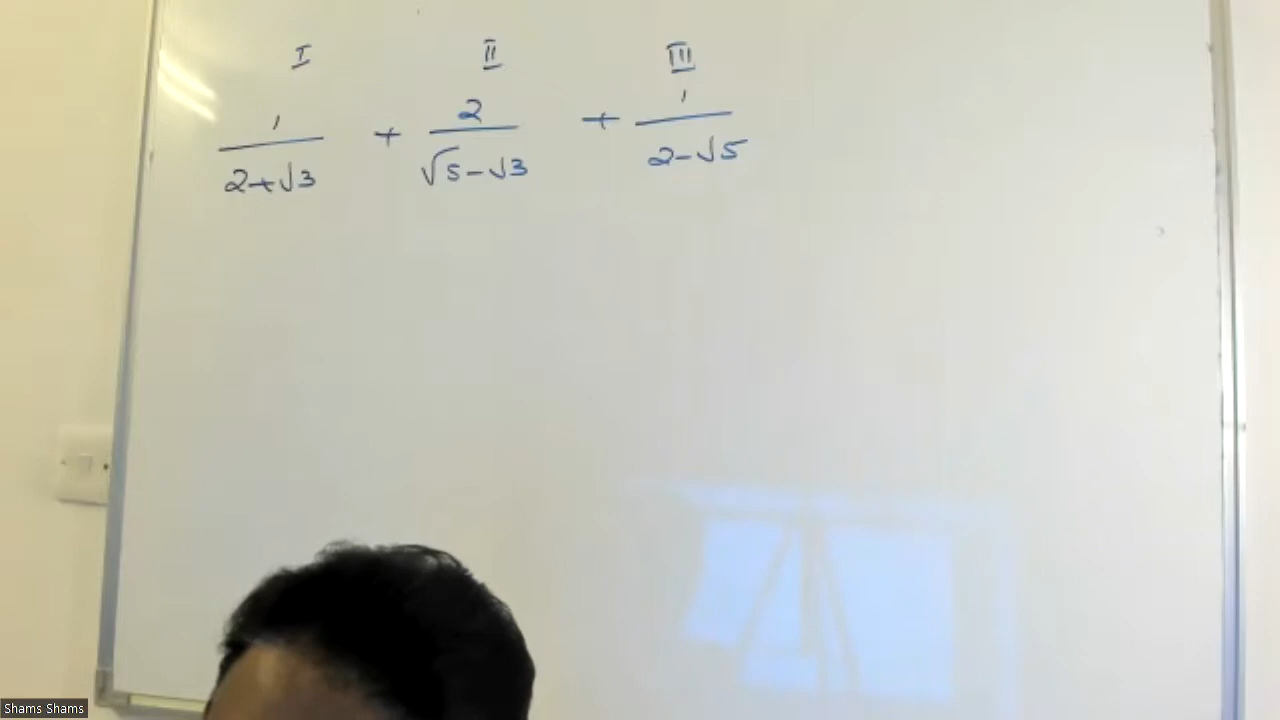 I II III
1/(2+√3) + 2/(√5-√3) + 1/(2-√5)
Shams Shams